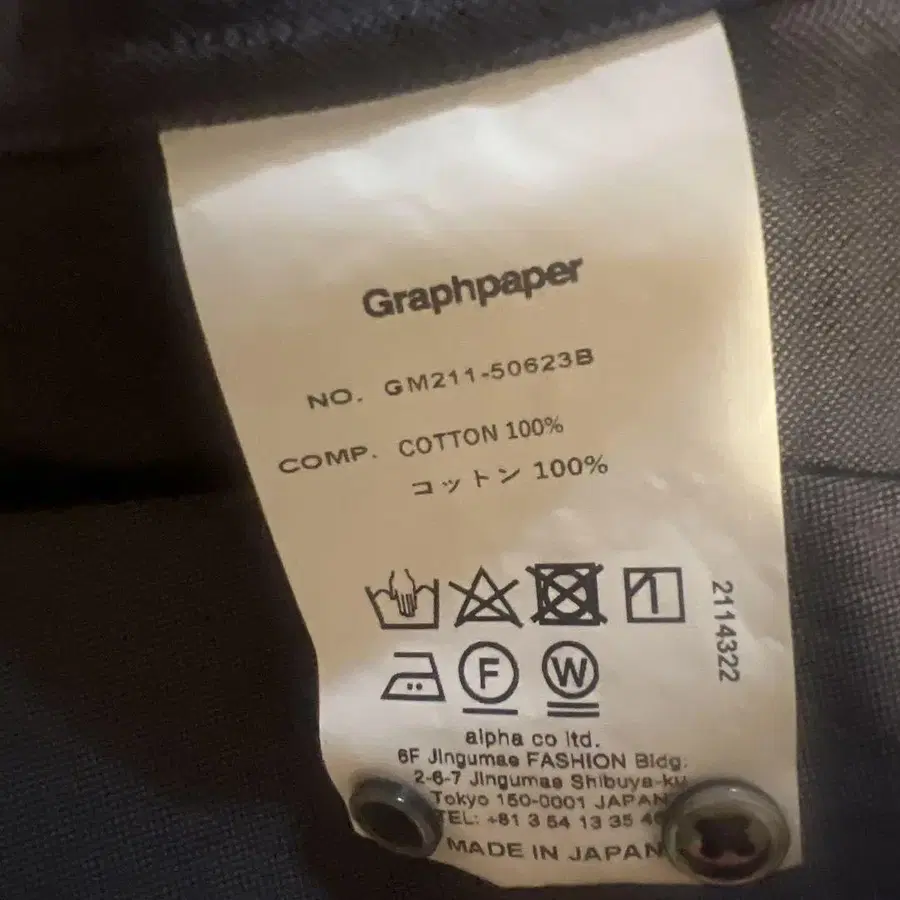 Graphpaper
NO. GM211-50623B
COMP. COTTON 100%
コットン 100%
2114322
F
W
alpha co ltd.
6F Jingumae FASHION Bldg.
2-6-7 Jingumae Shibuya-ku
Tokyo 150-0001 JAPAN
TEL: +81 3 54 13 35
MADE IN JAPAN